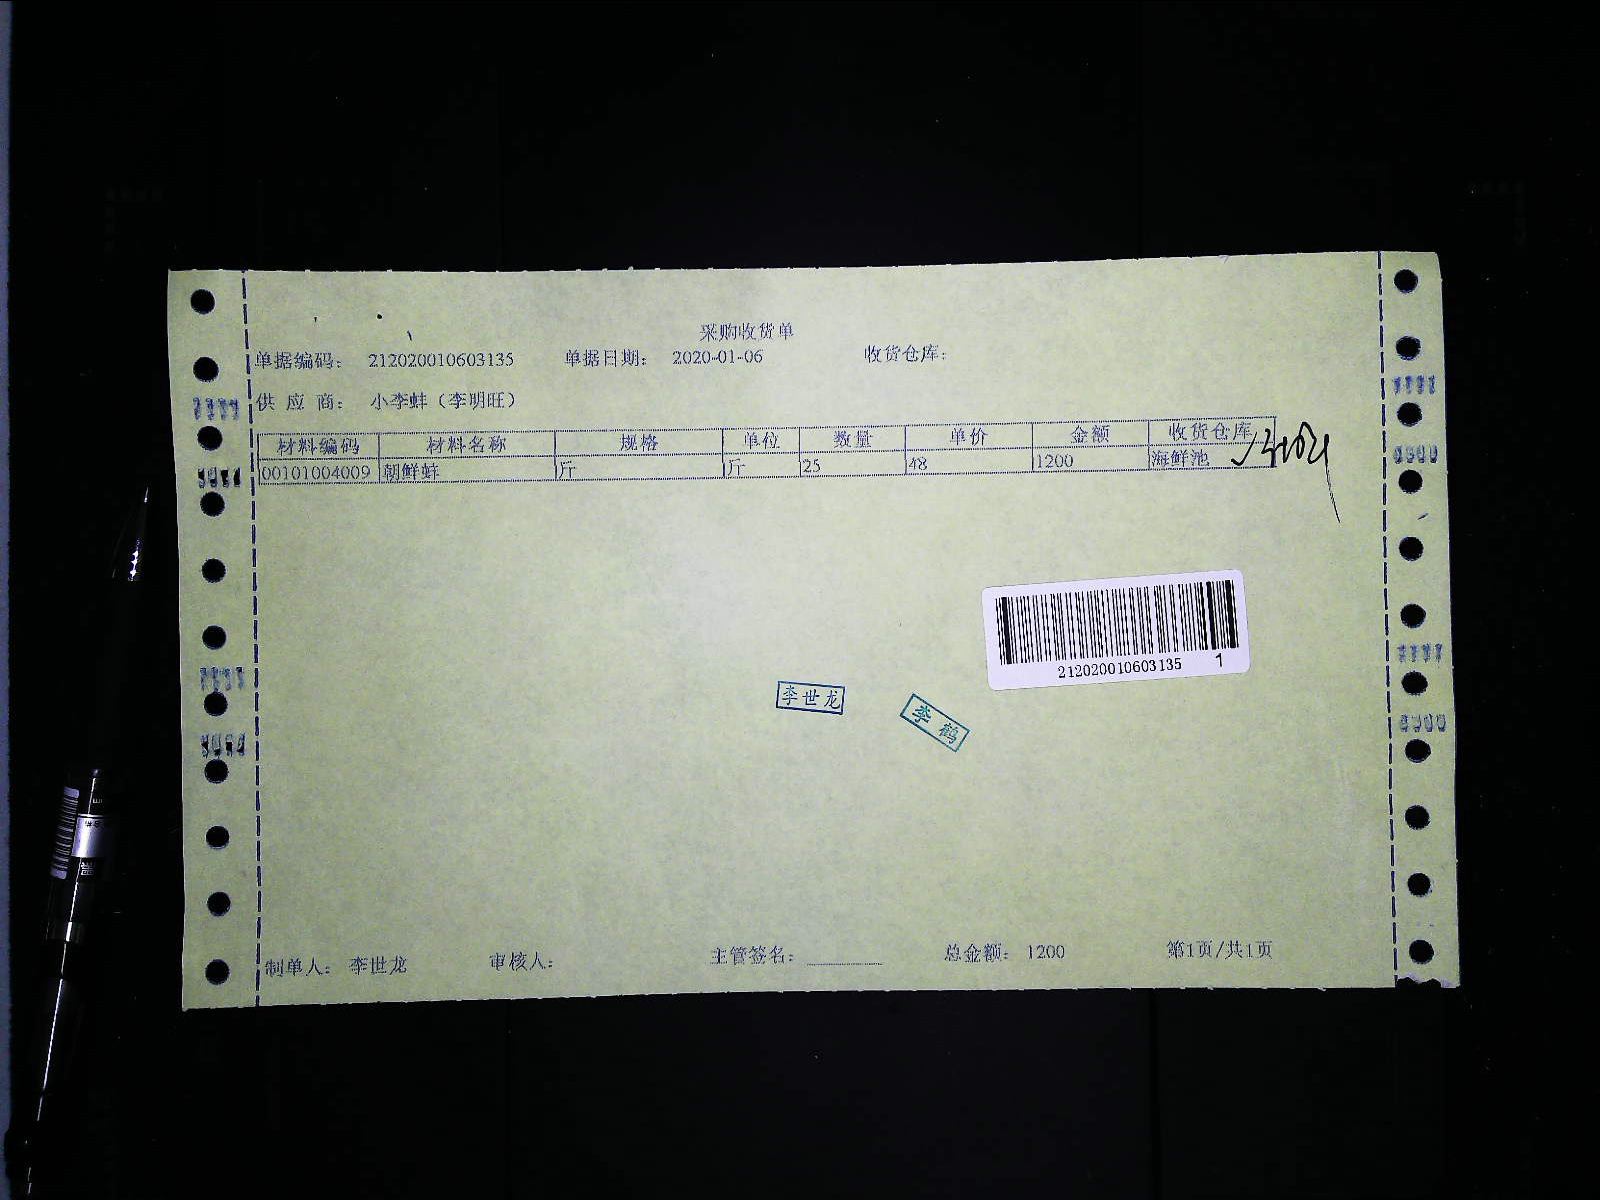 采购收货单
单据编码： 212020010603135 单据日期： 2020-01-06 收货仓库：
供 应 商： 小李蚌（李明旺）
材料编码 材料名称 规格 单位 数量 单价 金额 收货仓库
00101004009 朝鲜蚌 斤 斤 25 48 1200 海鲜池
212020010603135 1
李世龙
李鹤
制单人： 李世龙 审核人： 主管签名： 总金额： 1200 第1页/共1页